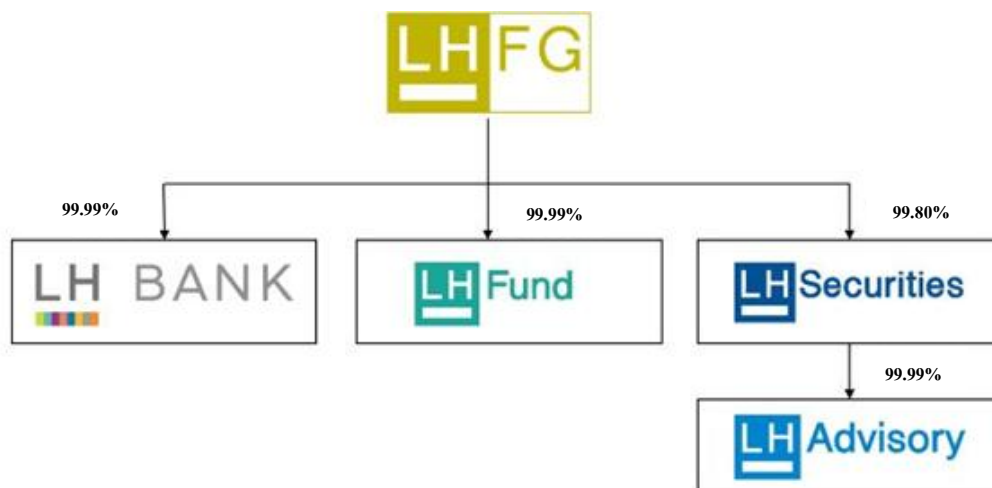 LH FG
99.99%
99.99%
99.80%
LH BANK
LH Fund
LH Securities
99.99%
LH Advisory